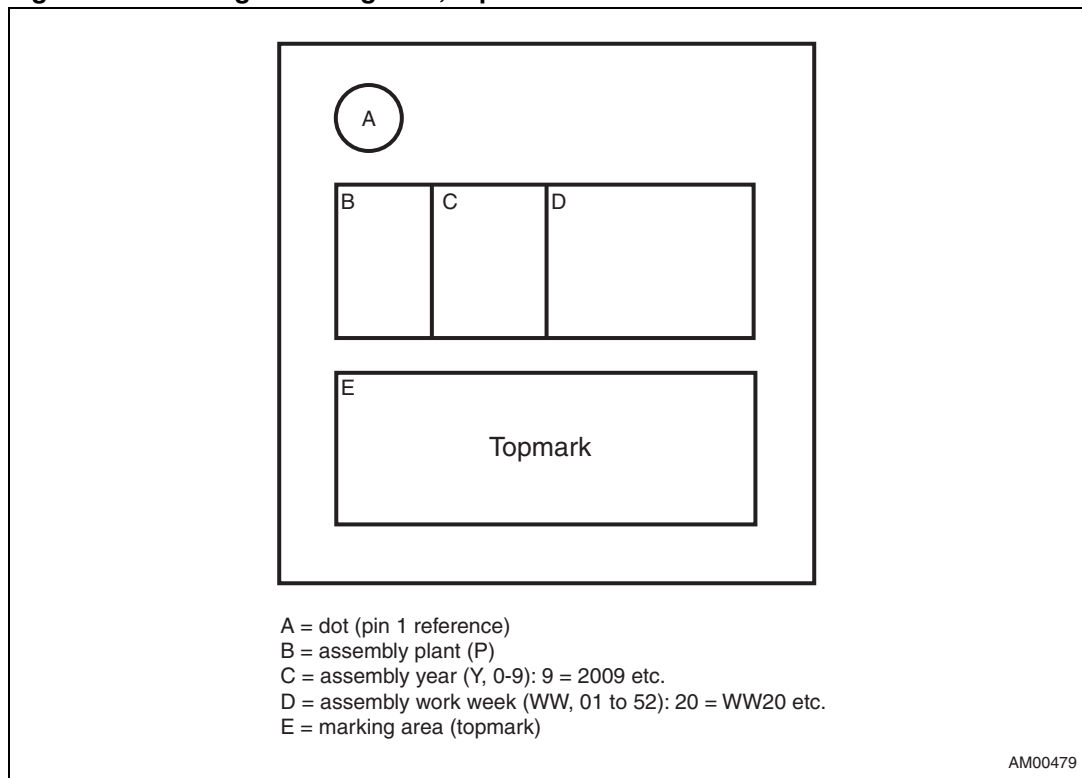 A
B C D
E
Topmark
A = dot (pin 1 reference)
B = assembly plant (P)
C = assembly year (Y, 0-9): 9 = 2009 etc.
D = assembly work week (WW, 01 to 52): 20 = WW20 etc.
E = marking area (topmark)
AM00479